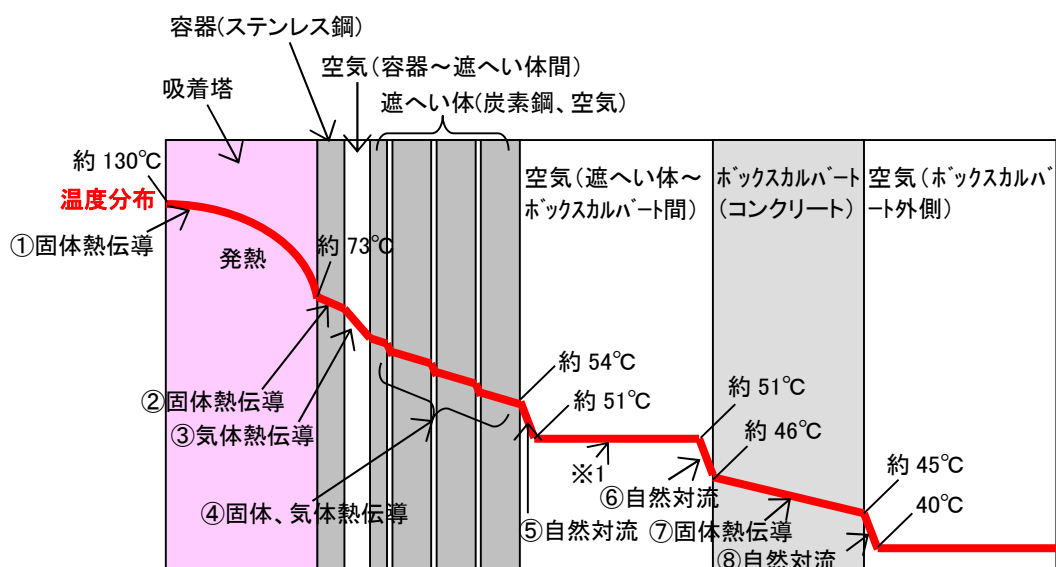 容器(ステンレス鋼)
空気(容器～遮へい体間)
吸着塔
遮へい体(炭素鋼、空気)
約 130℃
温度分布
空気(遮へい体～
ボックスカルバート間)
ボックスカルバート
(コンクリート)
空気(ボックスカルバ
ート外側)
①固体熱伝導
発熱
約 73℃
約 54℃
約 51℃
約 51℃
約 46℃
②固体熱伝導
③気体熱伝導
※1
約 45℃
⑥自然対流
40℃
④固体、気体熱伝導
⑤自然対流
⑦固体熱伝導
⑧自然対流